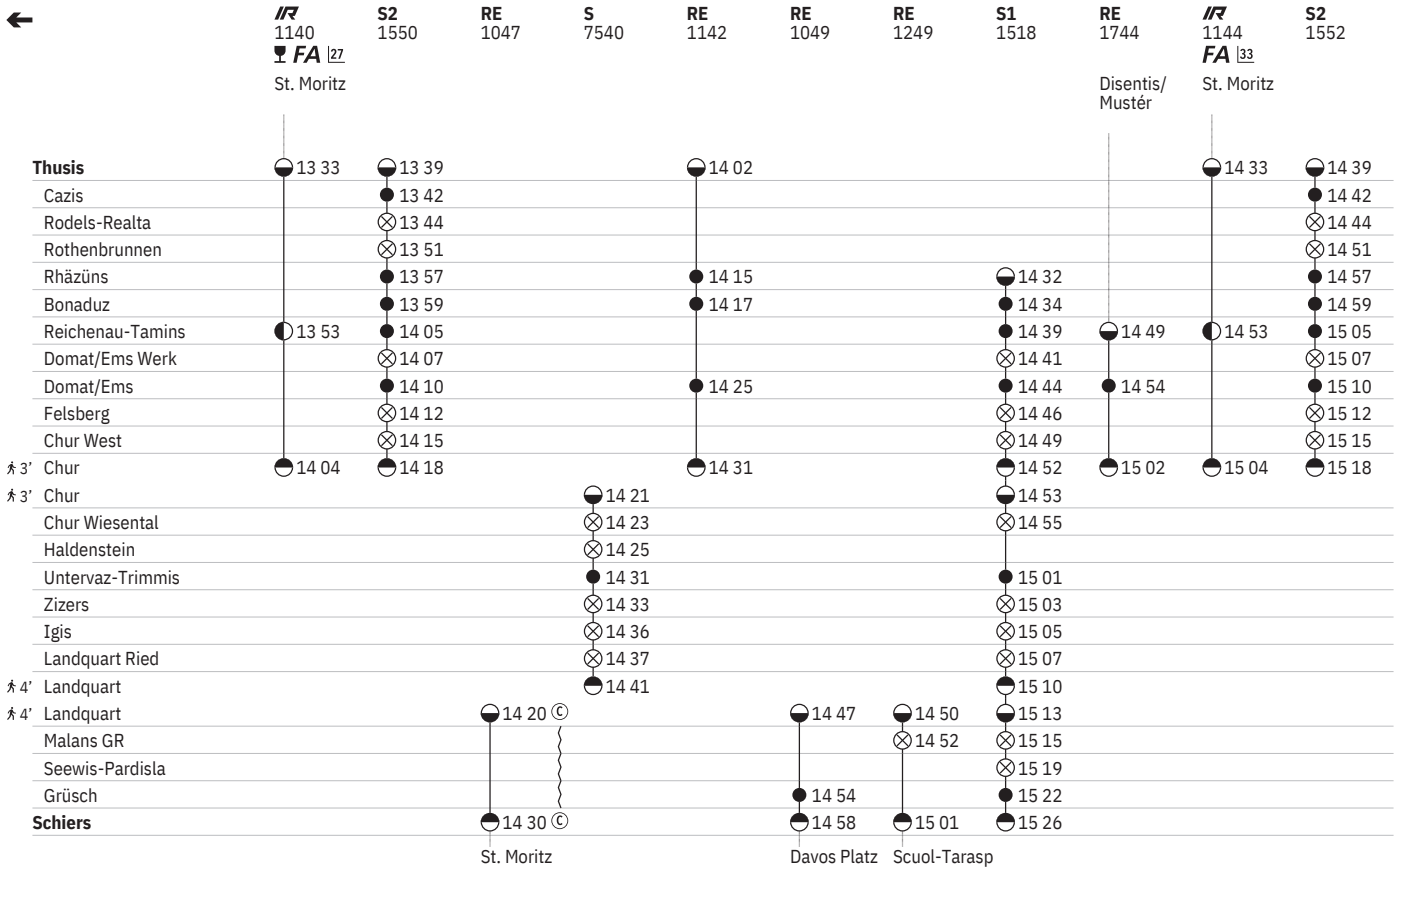 IR S2 RE S RE RE RE S1 RE IR S2
1140 1550 1047 7540 1142 1049 1249 1518 1744 1144 1552
FA 27 FA 33
St. Moritz Disentis/ St. Moritz
Mustér
Thusis 13 33 13 39 14 02 14 33 14 39
Cazis 13 42 14 42
Rodels-Realta 13 44 14 44
Rothenbrunnen 13 51 14 51
Rhäzüns 13 57 14 15 14 32 14 57
Bonaduz 13 59 14 17 14 34 14 59
Reichenau-Tamins 13 53 14 05 14 39 14 49 14 53 15 05
Domat/Ems Werk 14 07 14 41 15 07
Domat/Ems 14 10 14 25 14 44 14 54 15 10
Felsberg 14 12 14 46 15 12
Chur West 14 15 14 49 15 15
3’ Chur 14 04 14 18 14 31 14 52 15 02 15 04 15 18
3’ Chur 14 21 14 53
Chur Wiesental 14 23 14 55
Haldenstein 14 25
Untervaz-Trimmis 14 31 15 01
Zizers 14 33 15 03
Igis 14 36 15 05
Landquart Ried 14 37 15 07
4’ Landquart 14 41 15 10
4’ Landquart 14 20 C 14 47 14 50 15 13
Malans GR 14 52 15 15
Seewis-Pardisla 15 19
Grüsch 14 54 15 22
Schiers 14 30 C 14 58 15 01 15 26
St. Moritz Davos Platz Scuol-Tarasp